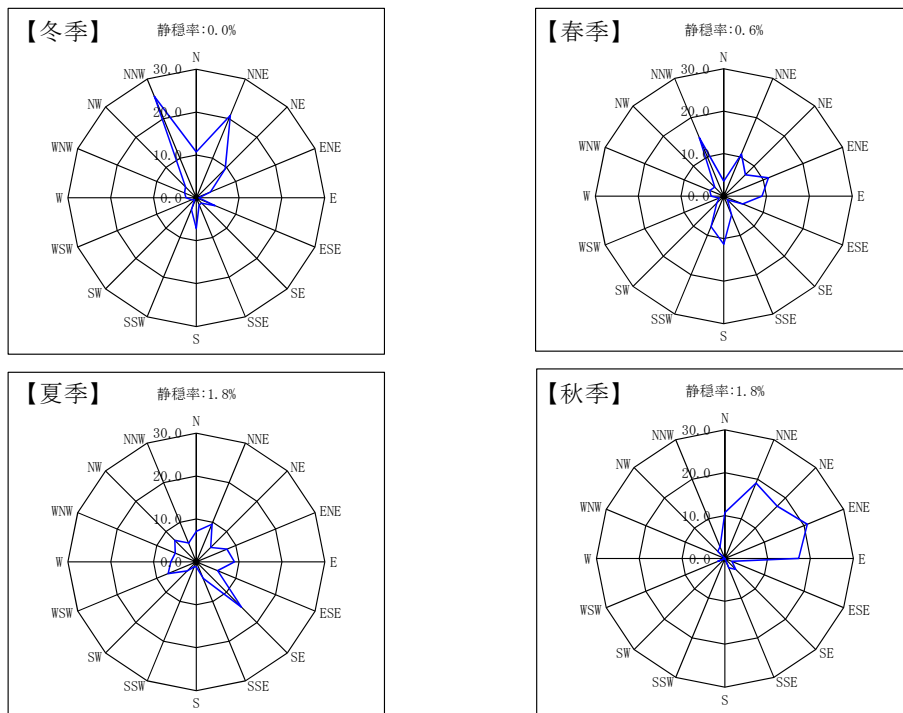 【冬季】
静穏率:0.0%
N
NNE
NE
ENE
E
ESE
SE
SSE
S
SSW
SW
WSW
W
WNW
NW
NNW
30.0
20.0
10.0
0.0
【春季】
静穏率:0.6%
N
NNE
NE
ENE
E
ESE
SE
SSE
S
SSW
SW
WSW
W
WNW
NW
NNW
30.0
20.0
10.0
0.0
【夏季】
静穏率:1.8%
N
NNE
NE
ENE
E
ESE
SE
SSE
S
SSW
SW
WSW
W
WNW
NW
NNW
30.0
20.0
10.0
0.0
【秋季】
静穏率:1.8%
N
NNE
NE
ENE
E
ESE
SE
SSE
S
SSW
SW
WSW
W
WNW
NW
NNW
30.0
20.0
10.0
0.0